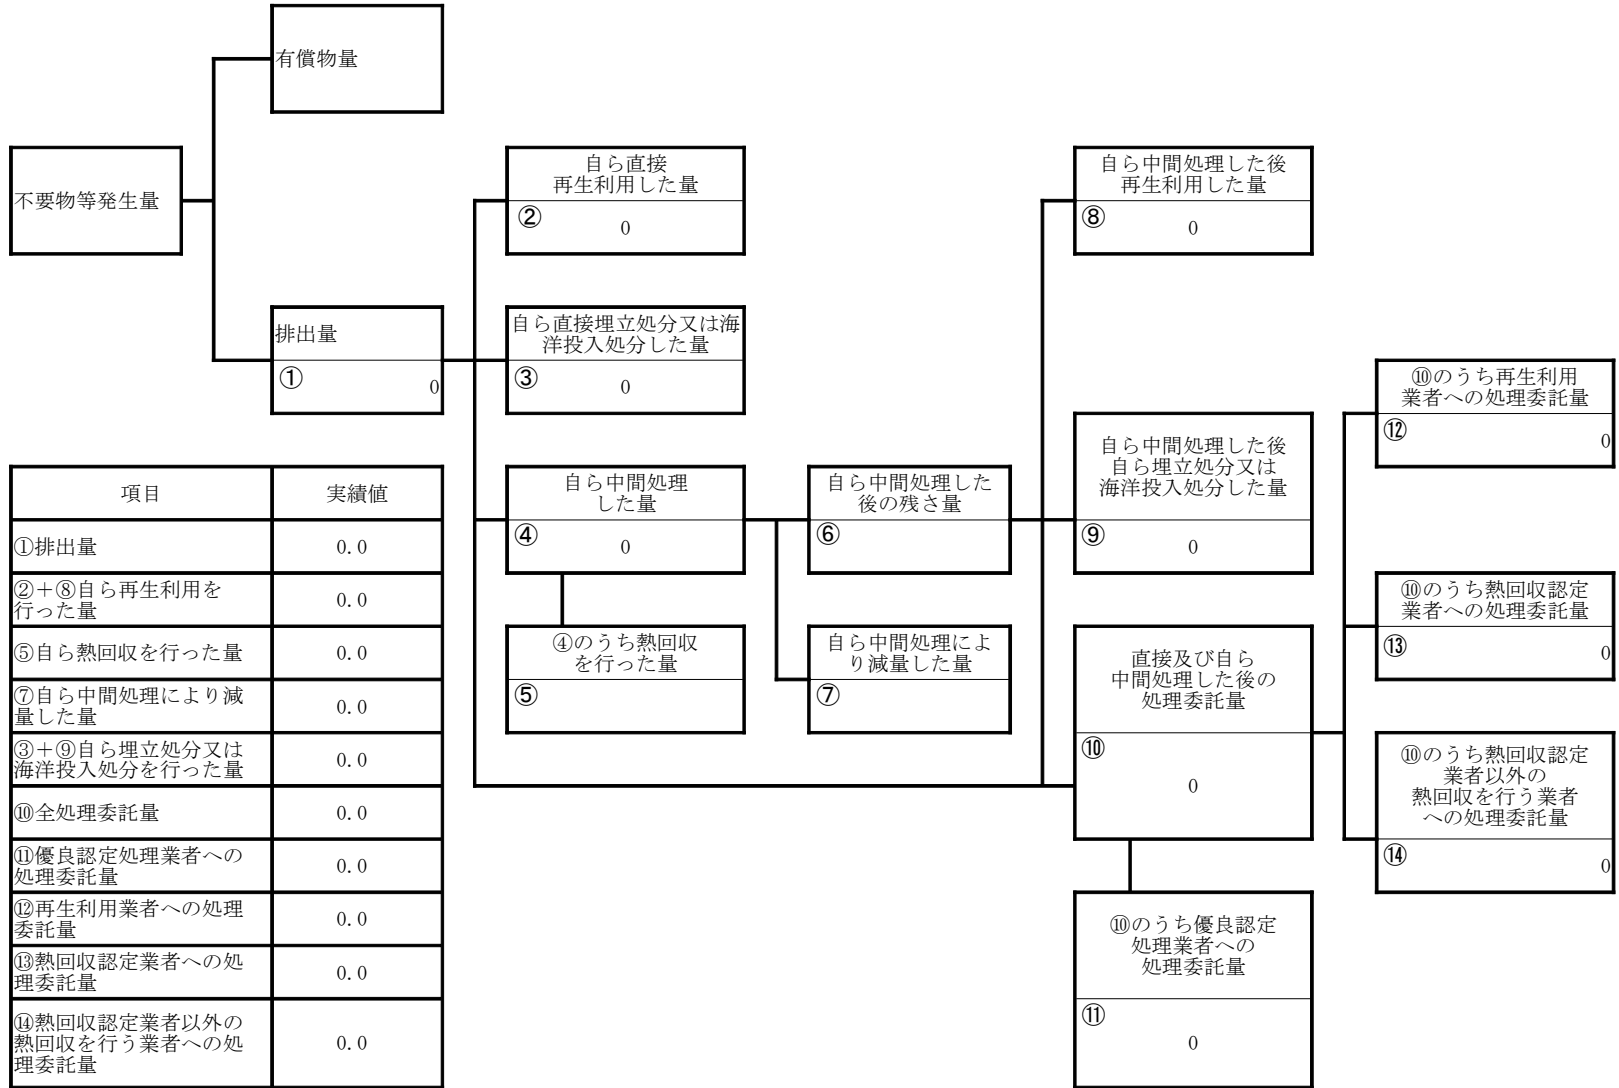 有償物量
不要物等発生量
排出量
①
0
自ら直接
再生利用した量
②
0
自ら直接埋立処分又は海
洋投入処分した量
③
0
自ら中間処理
した量
④
0
④のうち熱回収
を行った量
⑤
自ら中間処理した
後の残さ量
⑥
自ら中間処理によ
り減量した量
⑦
自ら中間処理した後
再生利用した量
⑧
0
自ら中間処理した後
自ら埋立処分又は
海洋投入処分した量
⑨
0
直接及び自ら
中間処理した後の
処理委託量
⑩
0
⑩のうち優良認定
処理業者への
処理委託量
⑪
0
⑩のうち再生利用
業者への処理委託量
⑫
0
⑩のうち熱回収認定
業者への処理委託量
⑬
0
⑩のうち熱回収認定
業者以外の
熱回収を行う業者
への処理委託量
⑭
0
項目 実績値
①排出量 0.0
②＋⑧自ら再生利用を
行った量 0.0
⑤自ら熱回収を行った量 0.0
⑦自ら中間処理により減
量した量 0.0
③＋⑨自ら埋立処分又は
海洋投入処分を行った量 0.0
⑩全処理委託量 0.0
⑪優良認定処理業者への
処理委託量 0.0
⑫再生利用業者への処理
委託量 0.0
⑬熱回収認定業者への処
理委託量 0.0
⑭熱回収認定業者以外の
熱回収を行う業者への処
理委託量 0.0